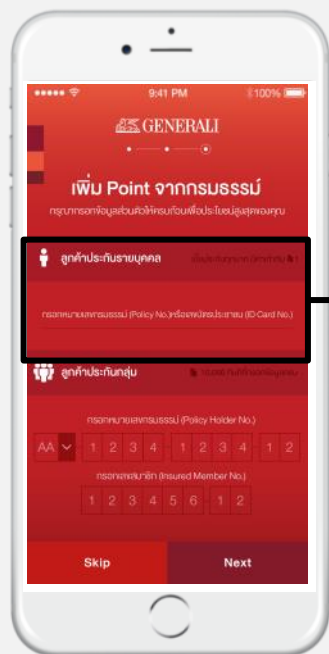 9:41 PM 100%
GENERALI
เพิ่ม Point จากกรมธรรม์
กรุณากรอกข้อมูลส่วนตัวให้ครบถ้วนเพื่อประโยชน์สูงสุดของคุณ
ลูกค้าประกันรายบุคคล
กรอกหมายเลขกรมธรรม์ (Policy No.)หรือเลขบัตรประชาชน (ID Card No.)
ลูกค้าประกันกลุ่ม
กรอกหมายเลขกรมธรรม์ (Policy Holder No.)
AA 1 2 3 4 1 2 3 4 1 2
กรอกเลขสมาชิก (Insured Member No.)
1 2 3 4 5 6 1 2
Skip Next